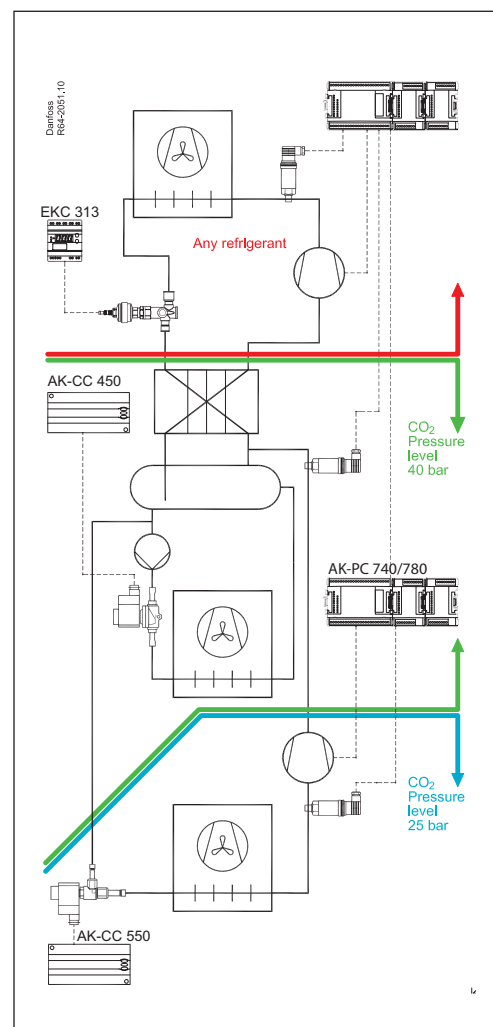 Danfoss
R64-2051.10
EKC 313
Any refrigerant
AK-CC 450
CO₂
Pressure
level
40 bar
AK-PC 740/780
CO₂
Pressure
level
25 bar
AK-CC 550